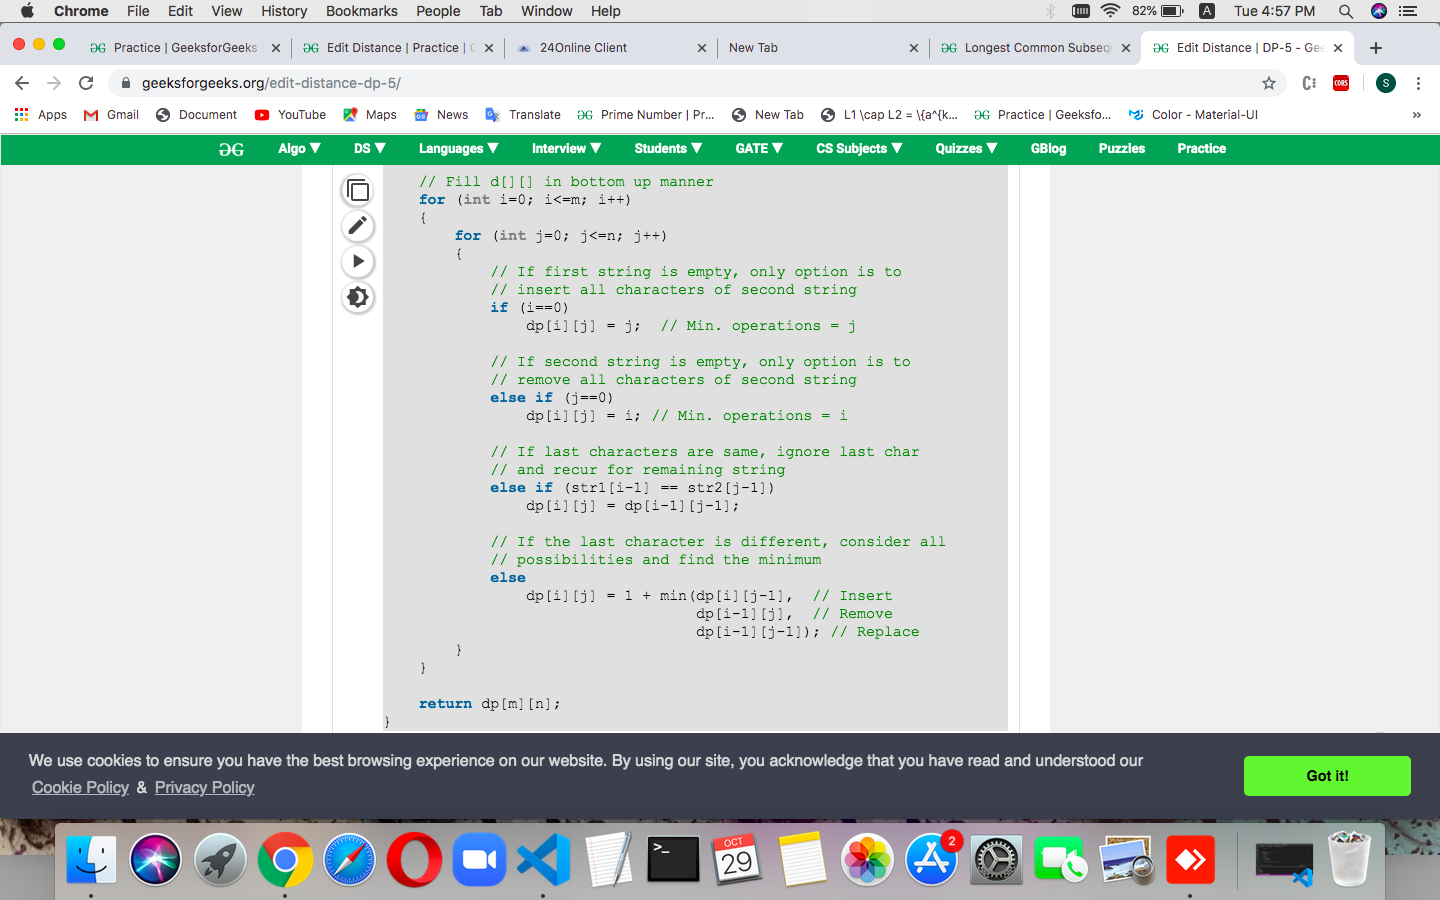 Chrome File Edit View History Bookmarks People Tab Window Help 82% A Tue 4:57 PM
Practice | GeeksforGeeks Edit Distance | Practice | 24Online Client New Tab Longest Common Subseq Edit Distance | DP-5 - Gee
geeksforgeeks.org/edit-distance-dp-5/ CORS S
Apps Gmail Document YouTube Maps News Translate Prime Number | Pr... New Tab L1 \cap L2 = \{a^{k... Practice | Geeksfo... Color - Material-UI »
Algo ▼ DS ▼ Languages ▼ Interview ▼ Students ▼ GATE ▼ CS Subjects ▼ Quizzes ▼ GBlog Puzzles Practice
// Fill d[][] in bottom up manner
for (int i=0; i<=m; i++)
{
for (int j=0; j<=n; j++)
{
// If first string is empty, only option is to
// insert all characters of second string
if (i==0)
dp[i][j] = j; // Min. operations = j
// If second string is empty, only option is to
// remove all characters of second string
else if (j==0)
dp[i][j] = i; // Min. operations = i
// If last characters are same, ignore last char
// and recur for remaining string
else if (str1[i-1] == str2[j-1])
dp[i][j] = dp[i-1][j-1];
// If the last character is different, consider all
// possibilities and find the minimum
else
dp[i][j] = 1 + min(dp[i][j-1], // Insert
dp[i-1][j], // Remove
dp[i-1][j-1]); // Replace
}
}
return dp[m][n];
}
We use cookies to ensure you have the best browsing experience on our website. By using our site, you acknowledge that you have read and understood our
Cookie Policy & Privacy Policy
Got it!
>_
OCT
29
2